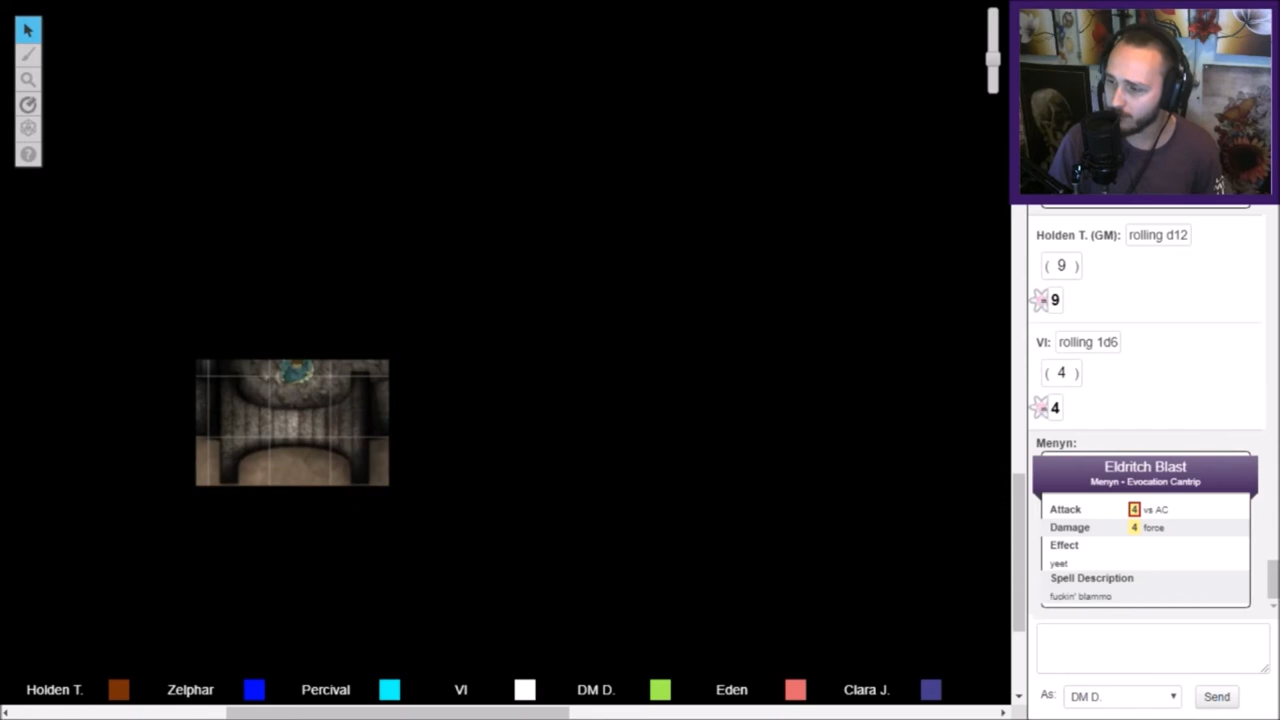 Holden T. (GM): rolling d12
( 9 )
= 9
VI: rolling 1d6
( 4 )
= 4
Menyn:
Eldritch Blast
Menyn • Evocation Cantrip
Attack 4 vs AC
Damage 4 force
Effect
yeet
Spell Description
fuckin' blammo
Holden T. Zelphar Percival VI DM D. Eden Clara J.
As: DM D. Send